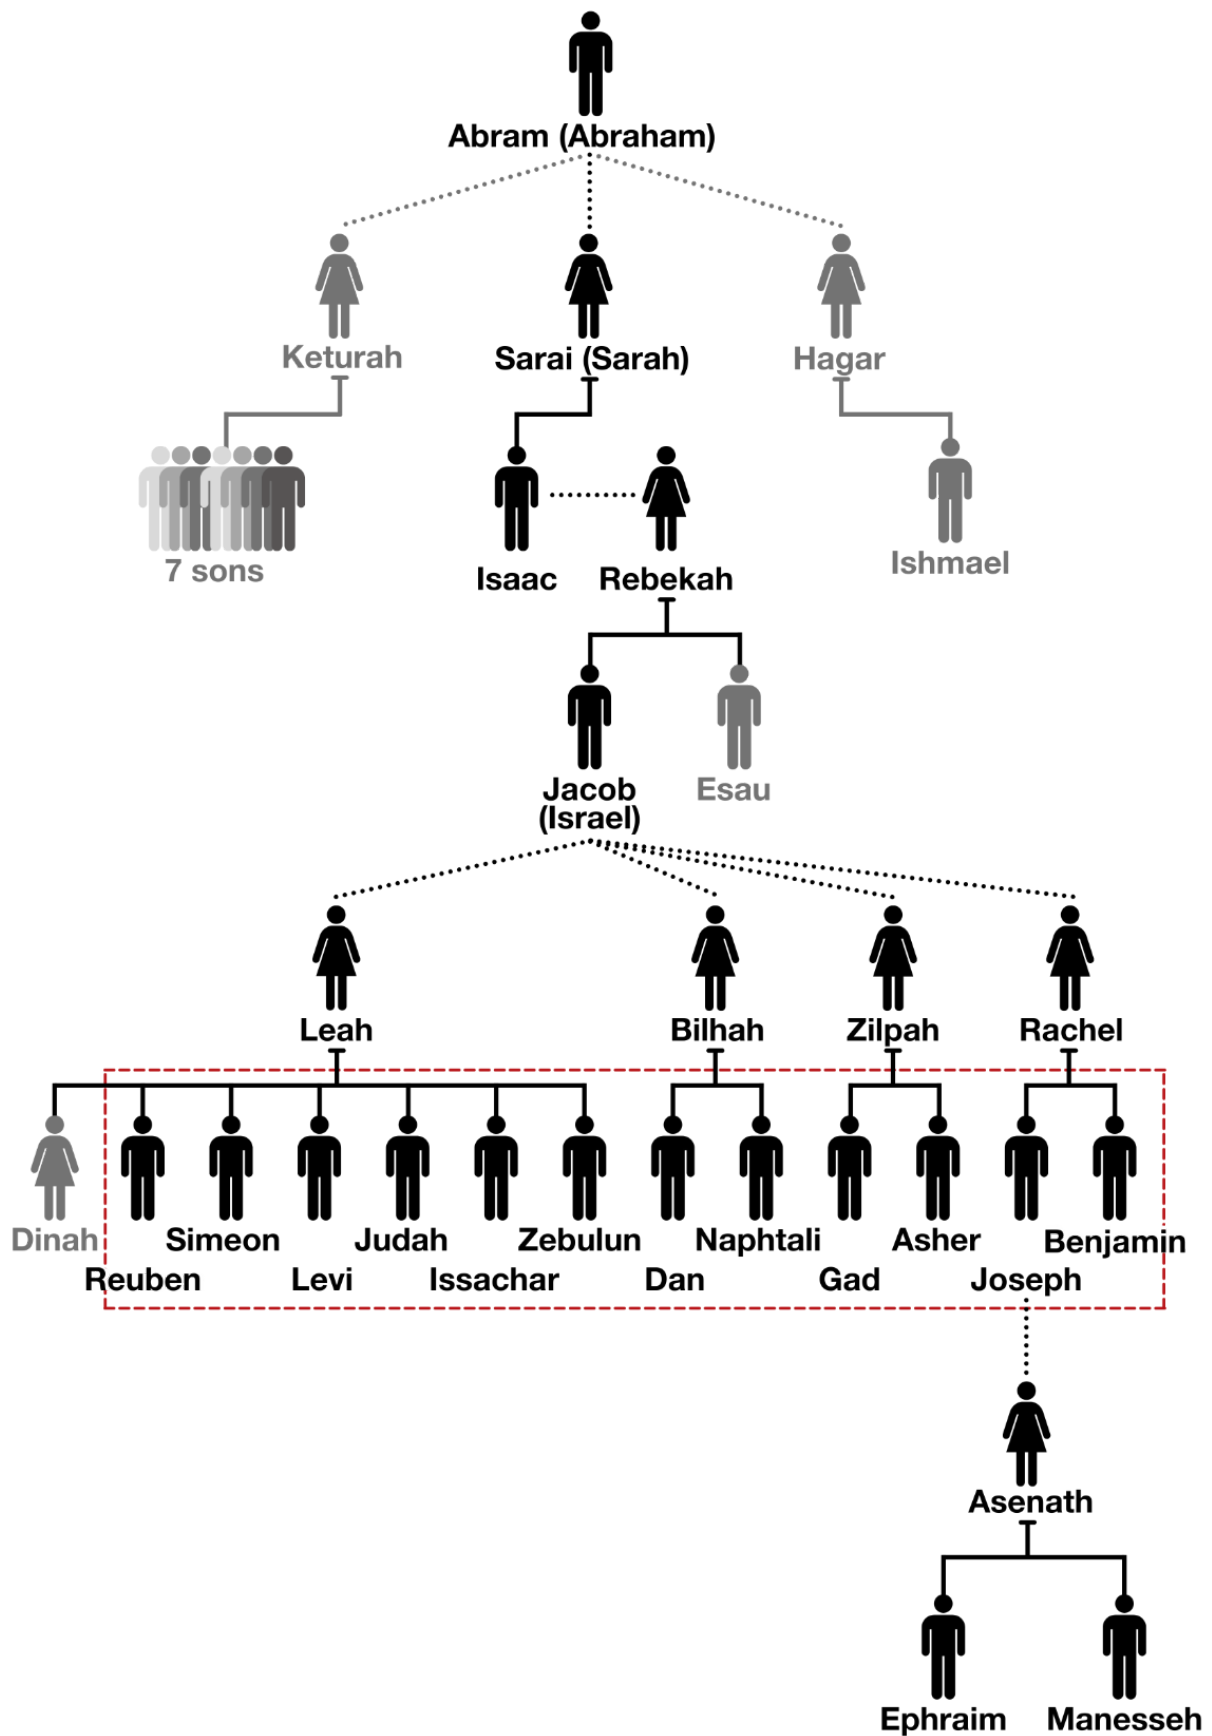 Abram (Abraham)
Keturah
Sarai (Sarah)
Hagar
7 sons
Isaac
Rebekah
Ishmael
Jacob
(Israel)
Esau
Leah
Bilhah
Zilpah
Rachel
Dinah
Simeon
Judah
Zebulun
Naphtali
Asher
Benjamin
Reuben
Levi
Issachar
Dan
Gad
Joseph
Asenath
Ephraim
Manesseh